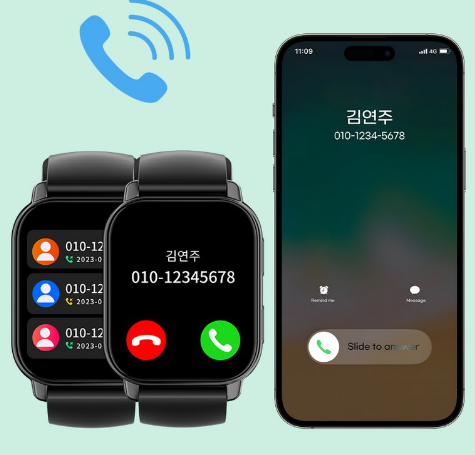 010-12
2023-0
010-12
2023-0
010-12
2023-0
김연주
010-12345678
11:09
4G
김연주
010-1234-5678
Remind me
Message
Slide to answer